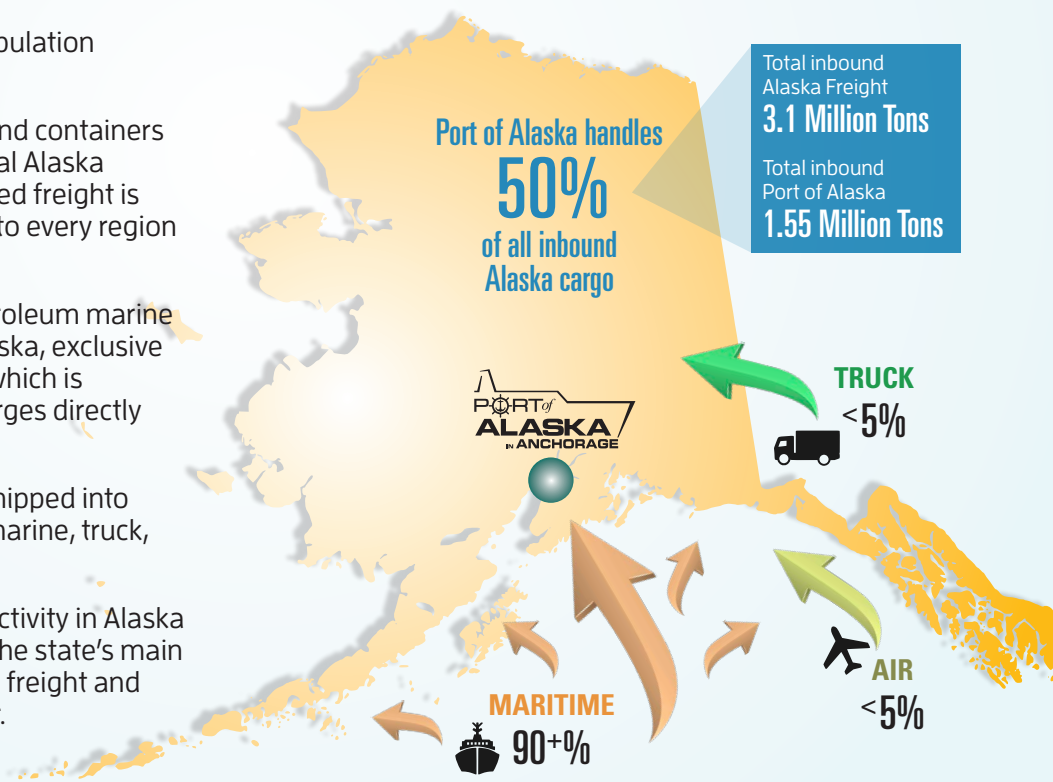 pulation
nd containers
al Alaska
ed freight is
to every region
roleum marine
ska, exclusive
which is
rges directly
hipped into
narine, truck,
ctivity in Alaska
he state's main
freight and
Port of Alaska handles
50%
of all inbound
Alaska cargo
Total inbound
Alaska Freight
3.1 Million Tons
Total inbound
Port of Alaska
1.55 Million Tons
PORT of
ALASKA
IN ANCHORAGE
TRUCK
<5%
AIR
<5%
MARITIME
90+%